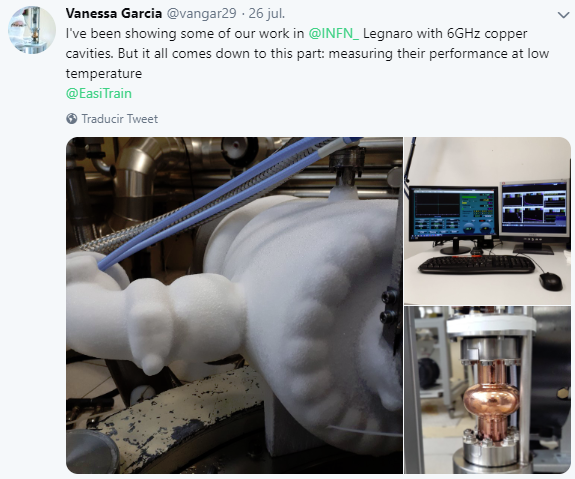 Vanessa Garcia @vangar29 · 26 jul.
I've been showing some of our work in @INFN_ Legnaro with 6GHz copper
cavities. But it all comes down to this part: measuring their performance at low
temperature
@EasiTrain
Traducir Tweet